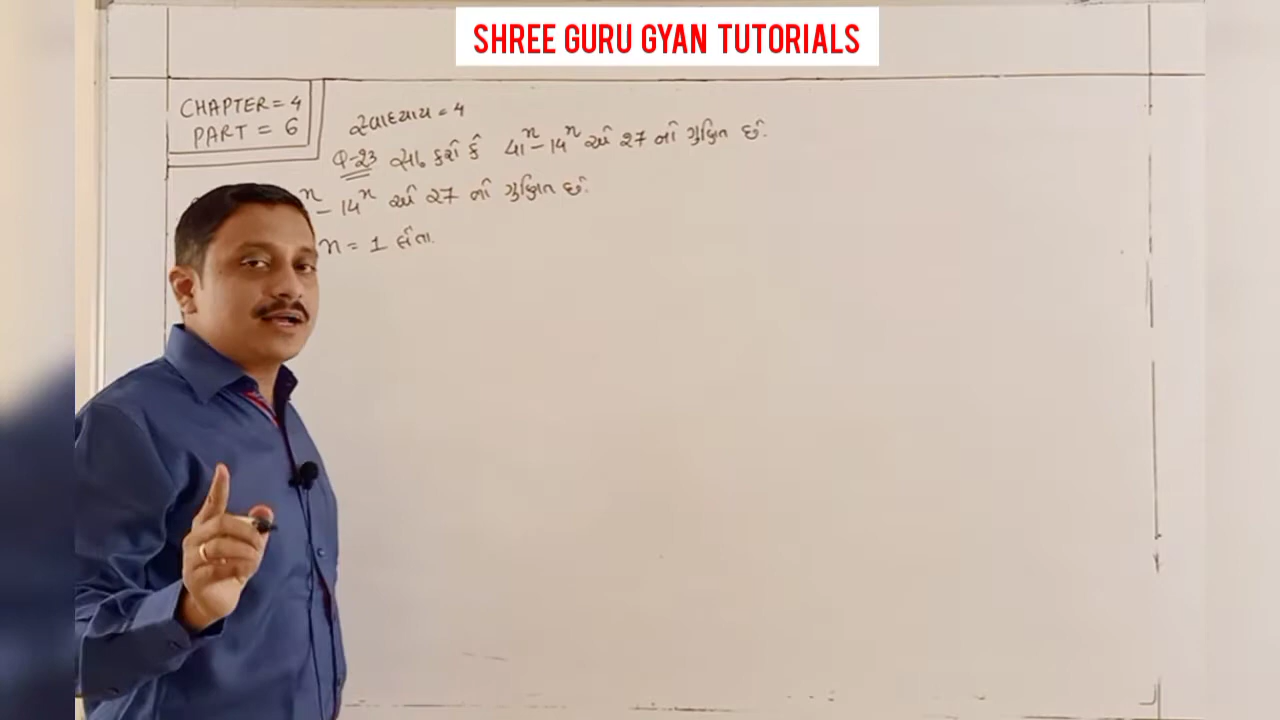 SHREE GURU GYAN TUTORIALS
CHAPTER = 4
PART = 6
સ્વાધ્યાય = 4
Q-23 સાબિત કરો કે 41ⁿ - 14ⁿ એ 27 નો ગુણિત છે.
ⁿ - 14ⁿ એ 27 નો ગુણિત છે.
n = 1 લેતા.